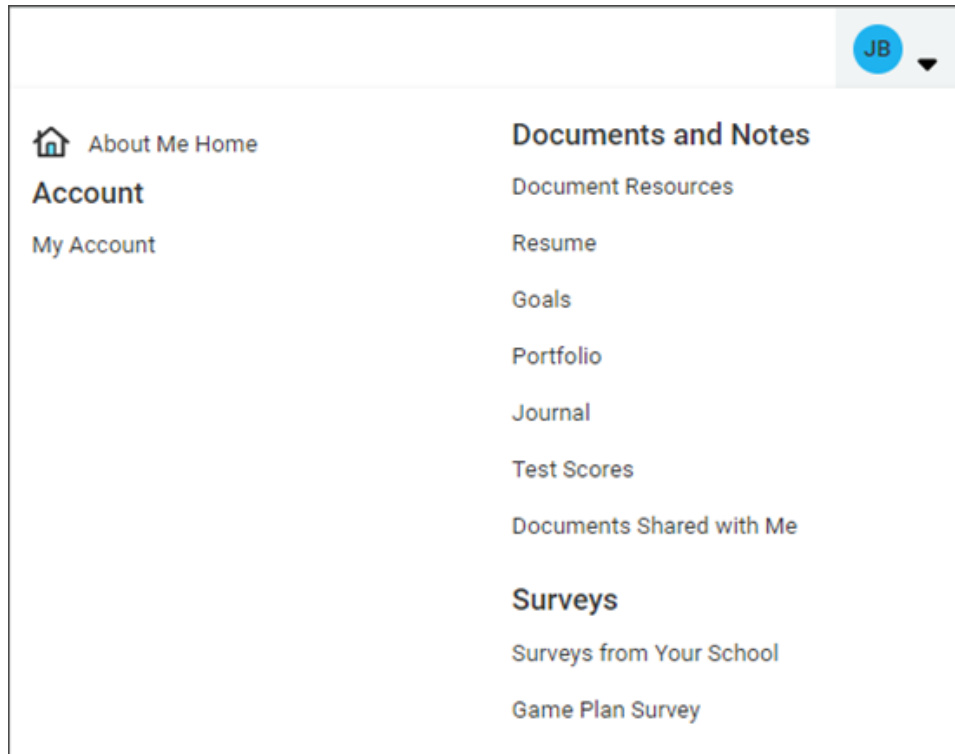 JB
About Me Home
Account
My Account
Documents and Notes
Document Resources
Resume
Goals
Portfolio
Journal
Test Scores
Documents Shared with Me
Surveys
Surveys from Your School
Game Plan Survey